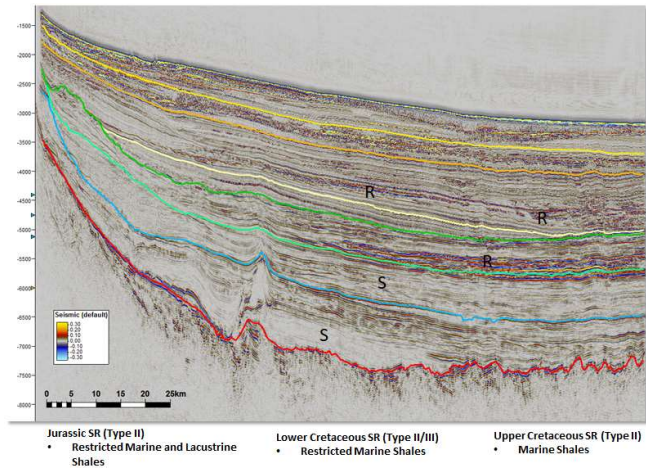 -1500
-2000
-2500
-3000
-3500
-4000
-4500
-5000
-5500
-6000
-6500
-7000
-7500
-8000
R
R
R
S
S
Seismic (default)
0.30
0.20
0.10
0.00
-0.10
-0.20
-0.30
0 5 10 15 20 25km
Jurassic SR (Type II)
• Restricted Marine and Lacustrine
Shales
Lower Cretaceous SR (Type II/III)
• Restricted Marine Shales
Upper Cretaceous SR (Type II)
• Marine Shales